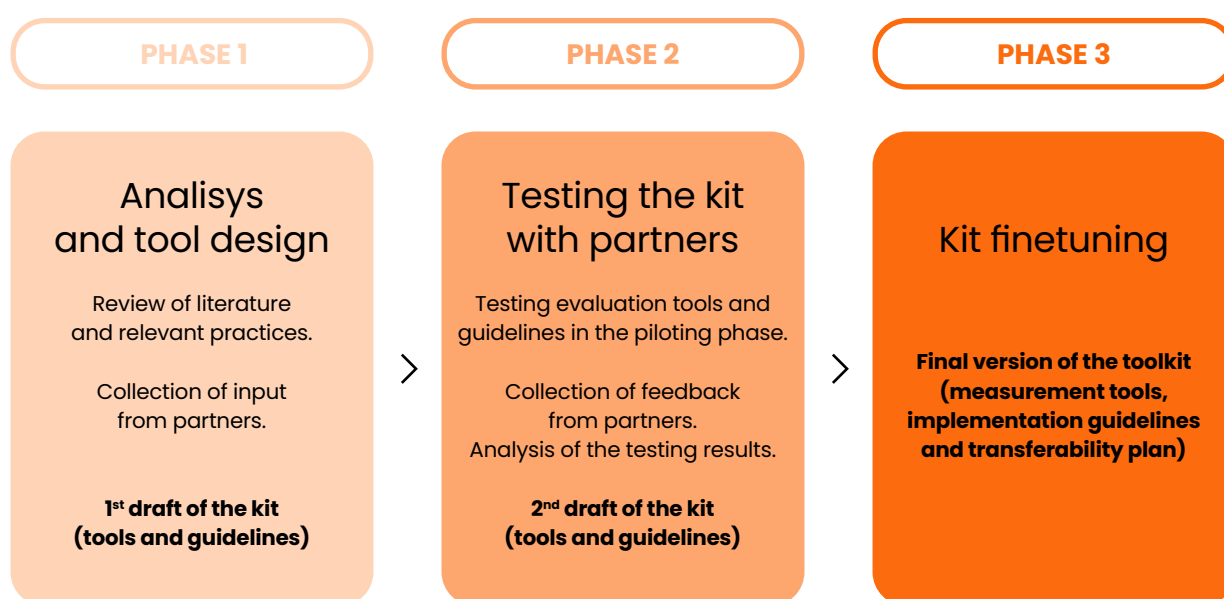 PHASE 1
PHASE 2
PHASE 3
Analisys
and tool design
Review of literature
and relevant practices.
Collection of input
from partners.
1st draft of the kit
(tools and guidelines)
Testing the kit
with partners
Testing evaluation tools and
guidelines in the piloting phase.
Collection of feedback
from partners.
Analysis of the testing results.
2nd draft of the kit
(tools and guidelines)
Kit finetuning
Final version of the toolkit
(measurement tools,
implementation guidelines
and transferability plan)